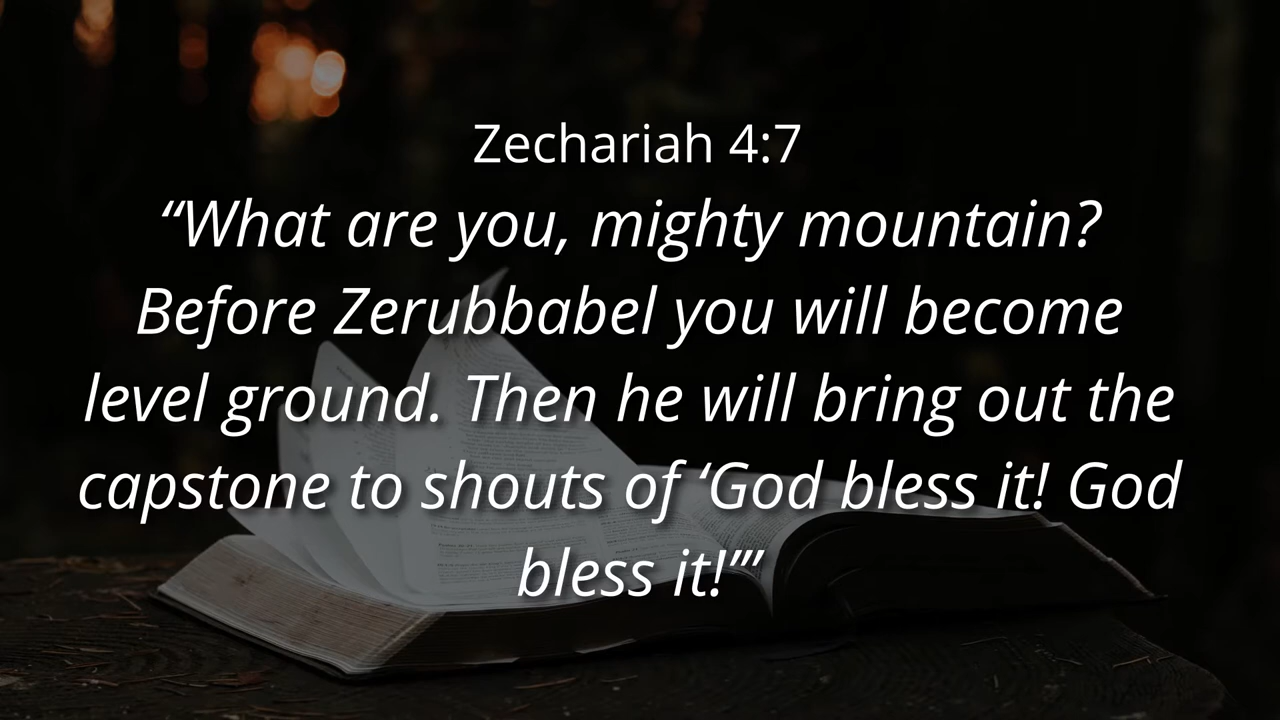 Zechariah 4:7
“What are you, mighty mountain?
Before Zerubbabel you will become
level ground. Then he will bring out the
capstone to shouts of ‘God bless it! God
bless it!’”